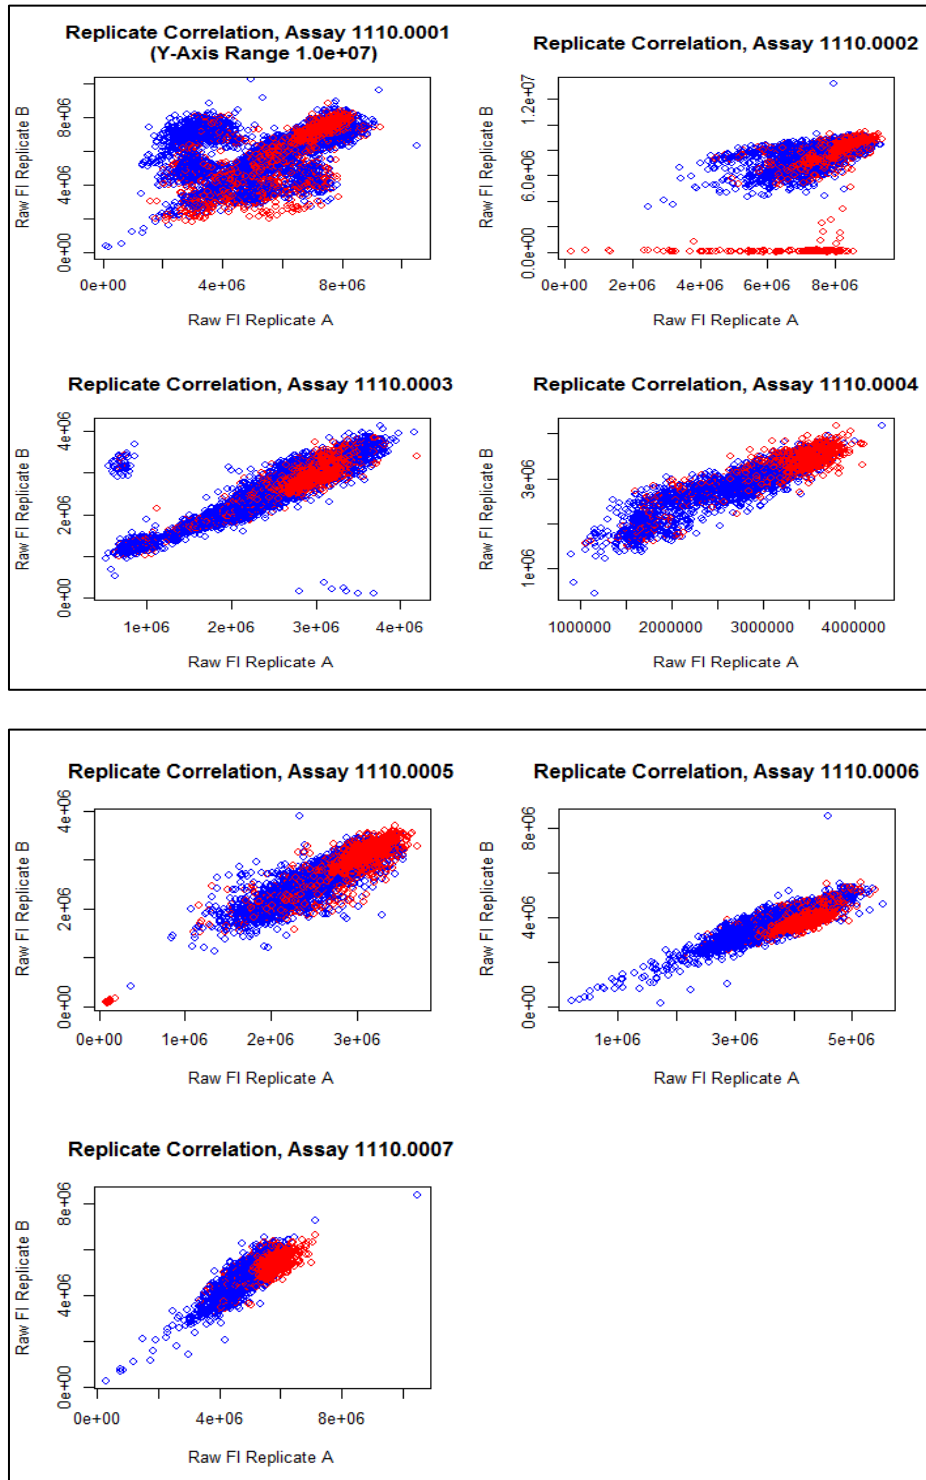 Replicate Correlation, Assay 1110.0001
(Y-Axis Range 1.0e+07)
Raw FI Replicate B
0e+00 4e+06 8e+06
0e+00 4e+06 8e+06
Raw FI Replicate A
Replicate Correlation, Assay 1110.0002
Raw FI Replicate B
0.0e+00 6.0e+06 1.2e+07
0e+00 2e+06 4e+06 6e+06 8e+06
Raw FI Replicate A
Replicate Correlation, Assay 1110.0003
Raw FI Replicate B
0e+00 2e+06 4e+06
1e+06 2e+06 3e+06 4e+06
Raw FI Replicate A
Replicate Correlation, Assay 1110.0004
Raw FI Replicate B
1e+06 3e+06
1000000 2000000 3000000 4000000
Raw FI Replicate A
Replicate Correlation, Assay 1110.0005
Raw FI Replicate B
0e+00 2e+06 4e+06
0e+00 1e+06 2e+06 3e+06
Raw FI Replicate A
Replicate Correlation, Assay 1110.0006
Raw FI Replicate B
0e+00 4e+06 8e+06
1e+06 3e+06 5e+06
Raw FI Replicate A
Replicate Correlation, Assay 1110.0007
Raw FI Replicate B
0e+00 4e+06 8e+06
0e+00 4e+06 8e+06
Raw FI Replicate A